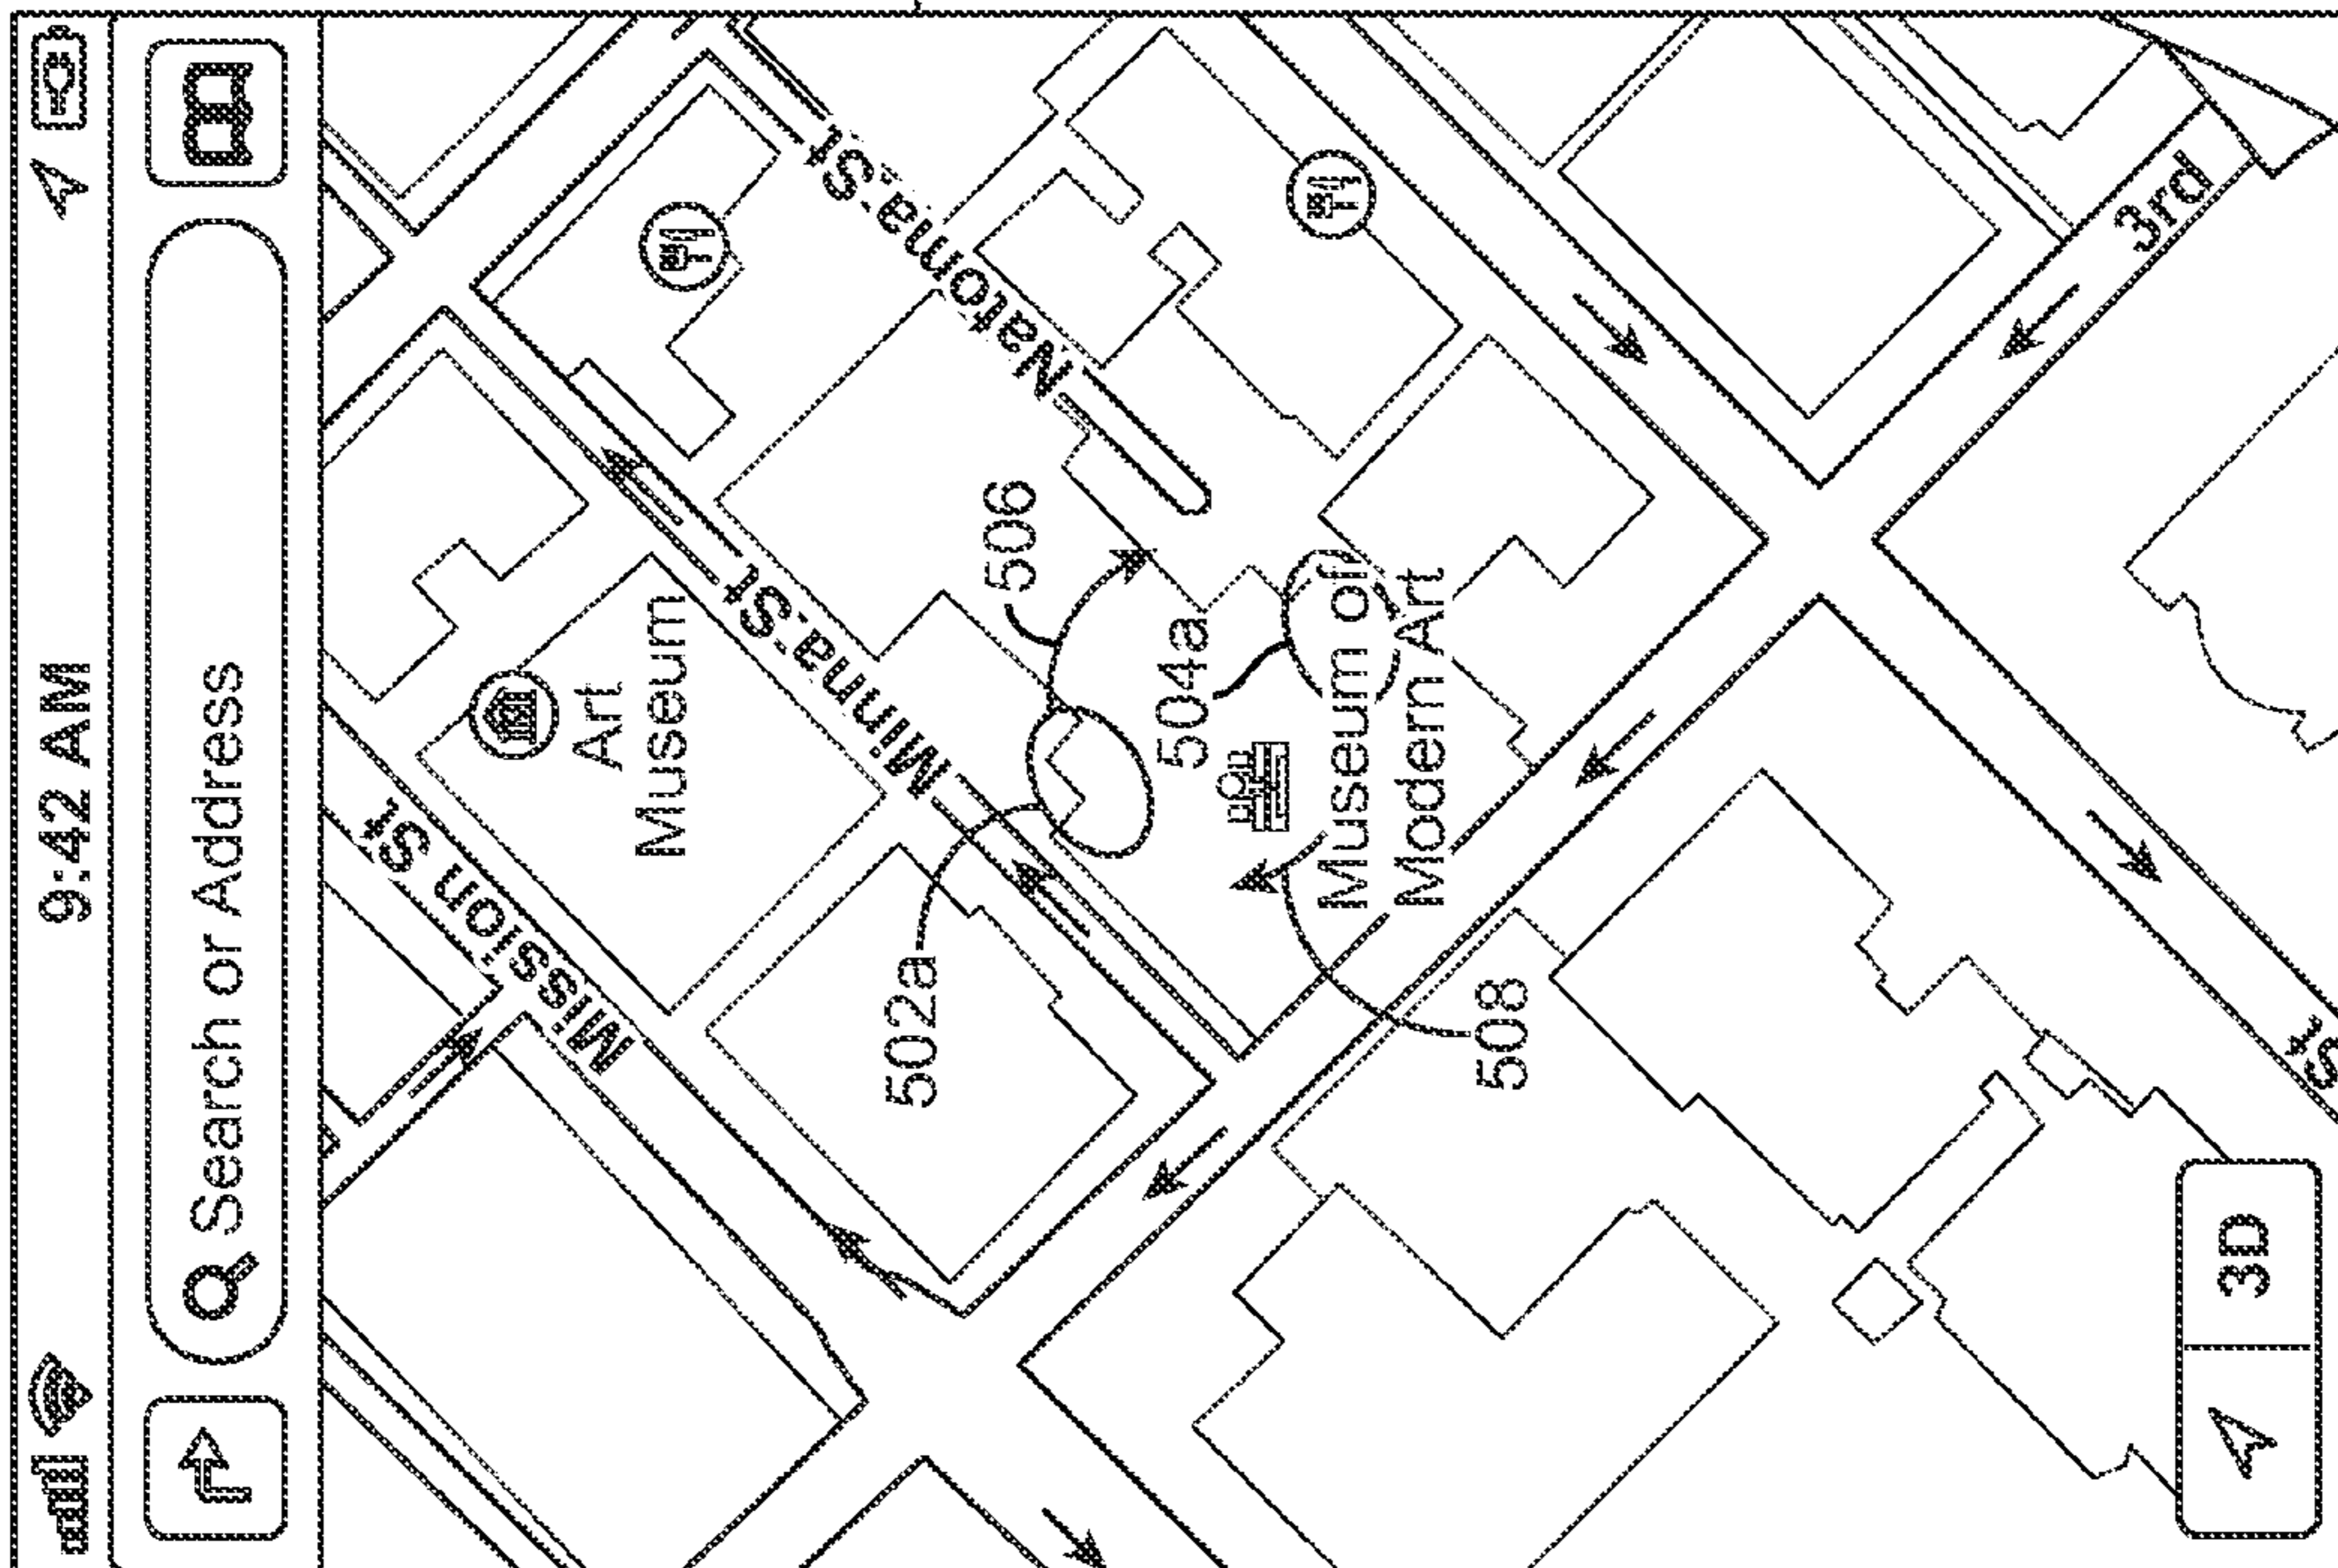 9:42 AM
Search or Address
Mission St
Art
Museum
Minna St
Natoma St
502a
506
504a
Museum of
Modern Art
508
3rd
St
3D